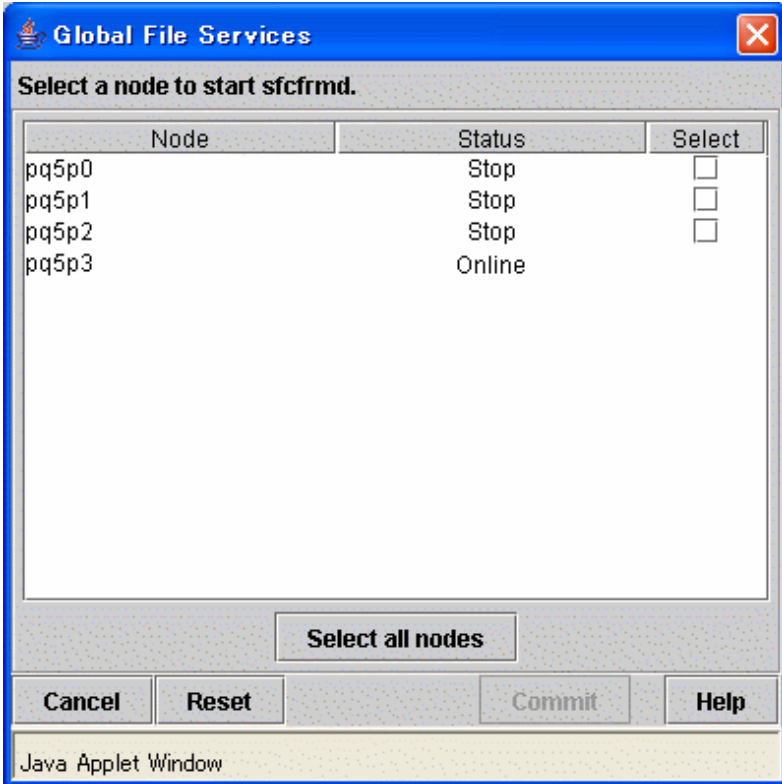 Global File Services
Select a node to start sfcfrmd.
Node Status Select
pq5p0 Stop
pq5p1 Stop
pq5p2 Stop
pq5p3 Online
Select all nodes
Cancel Reset Commit Help
Java Applet Window